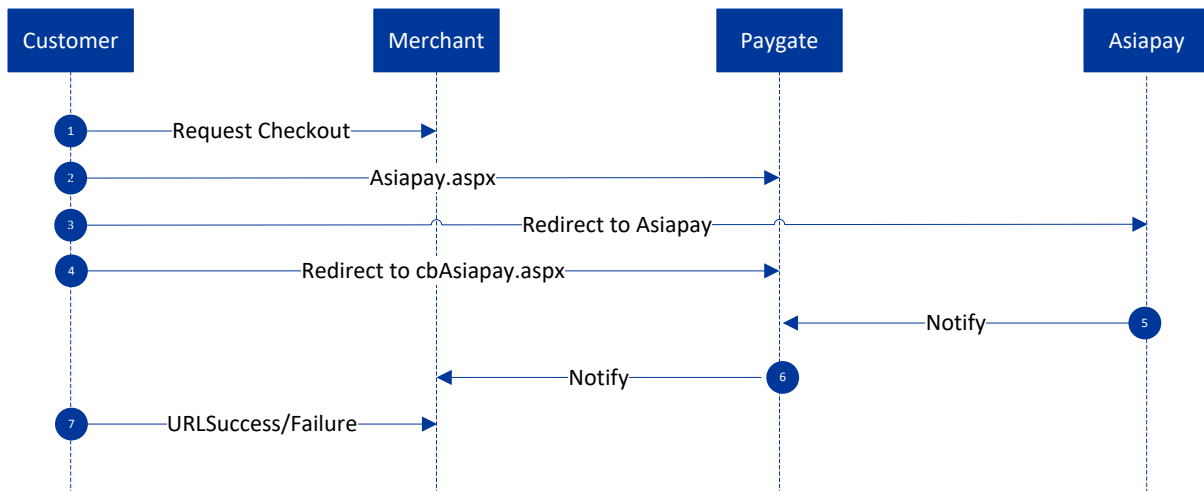 Customer
Merchant
Paygate
Asiapay
1
Request Checkout
2
Asiapay.aspx
3
Redirect to Asiapay
4
Redirect to cbAsiapay.aspx
Notify
5
Notify
6
7
URLSuccess/Failure